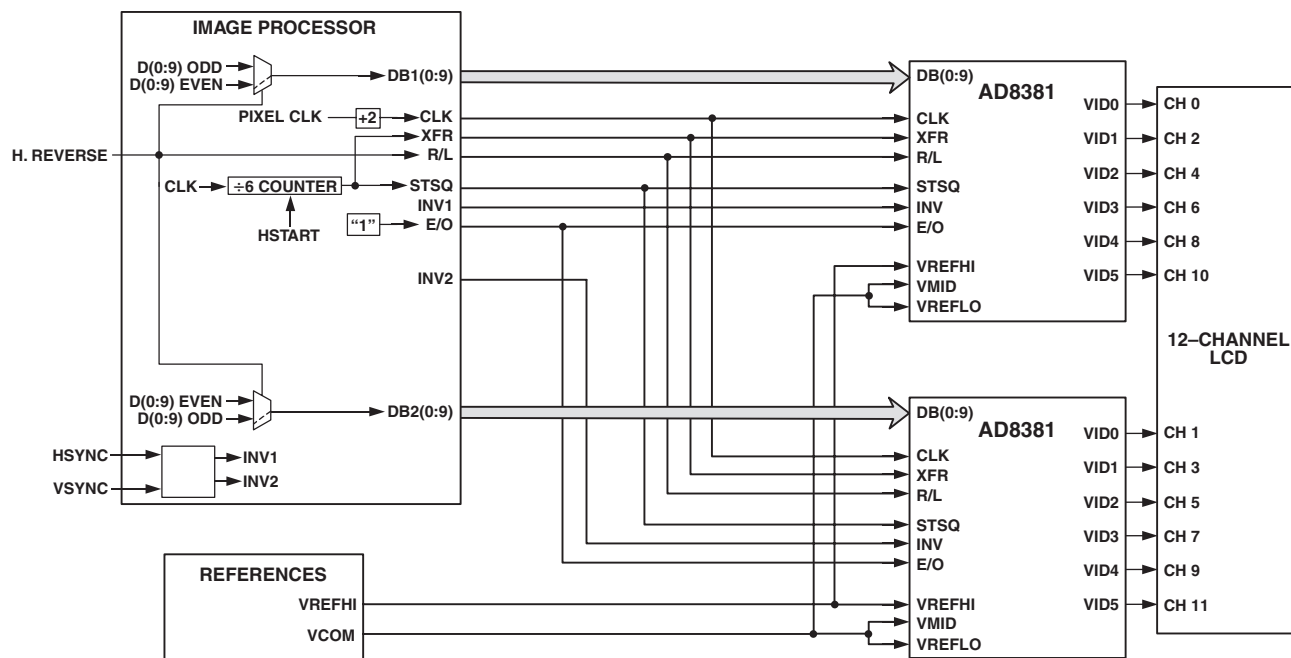 IMAGE PROCESSOR
D(0:9) ODD
D(0:9) EVEN
DB1(0:9)
PIXEL CLK
÷2
CLK
XFR
H. REVERSE
R/L
CLK
÷6 COUNTER
STSQ
INV1
HSTART
"1"
E/O
INV2
D(0:9) EVEN
D(0:9) ODD
DB2(0:9)
HSYNC
VSYNC
INV1
INV2
REFERENCES
VREFHI
VCOM
DB(0:9)
AD8381
CLK
XFR
R/L
STSQ
INV
E/O
VREFHI
VMID
VREFLO
VID0
VID1
VID2
VID3
VID4
VID5
DB(0:9)
AD8381
CLK
XFR
R/L
STSQ
INV
E/O
VREFHI
VMID
VREFLO
VID0
VID1
VID2
VID3
VID4
VID5
CH 0
CH 2
CH 4
CH 6
CH 8
CH 10
12–CHANNEL
LCD
CH 1
CH 3
CH 5
CH 7
CH 9
CH 11